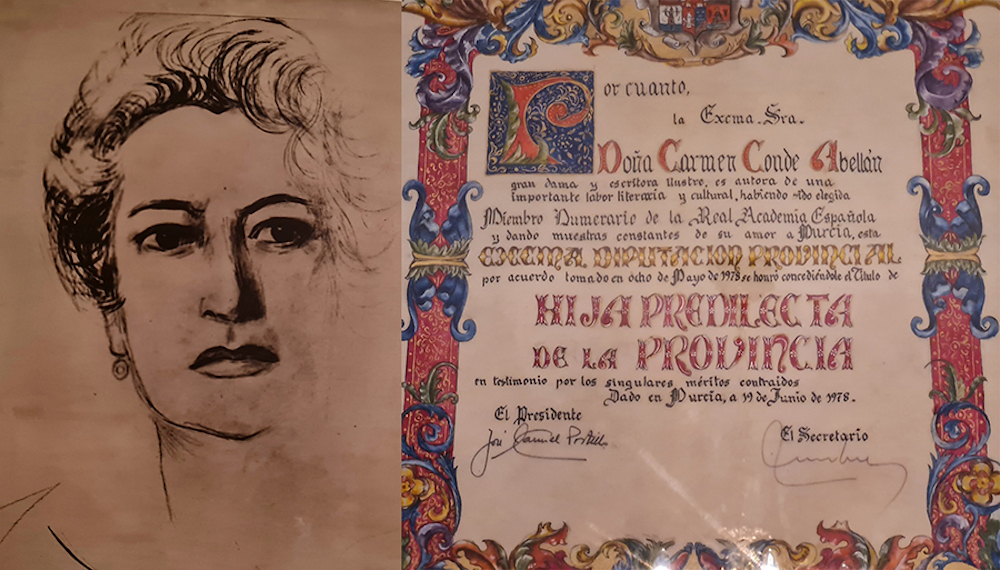 Por cuanto,
la Excma. Sra.
Doña Carmen Conde Abellán
gran dama y escritora ilustre, es autora de una
importante labor literaria y cultural, habiendo sido elegida
Miembro Numerario de la Real Academia Española
y dando muestras constantes de su amor a Murcia, esta
EXCMA. DIPUTACION PROVINCIAL
por acuerdo tomado en ocho de Mayo de 1978 se honró concediéndole el Título de
HIJA PREDILECTA
DE LA PROVINCIA
en testimonio por los singulares méritos contraidos
Dado en Murcia, a 19 de Junio de 1978.
El Presidente
El Secretario